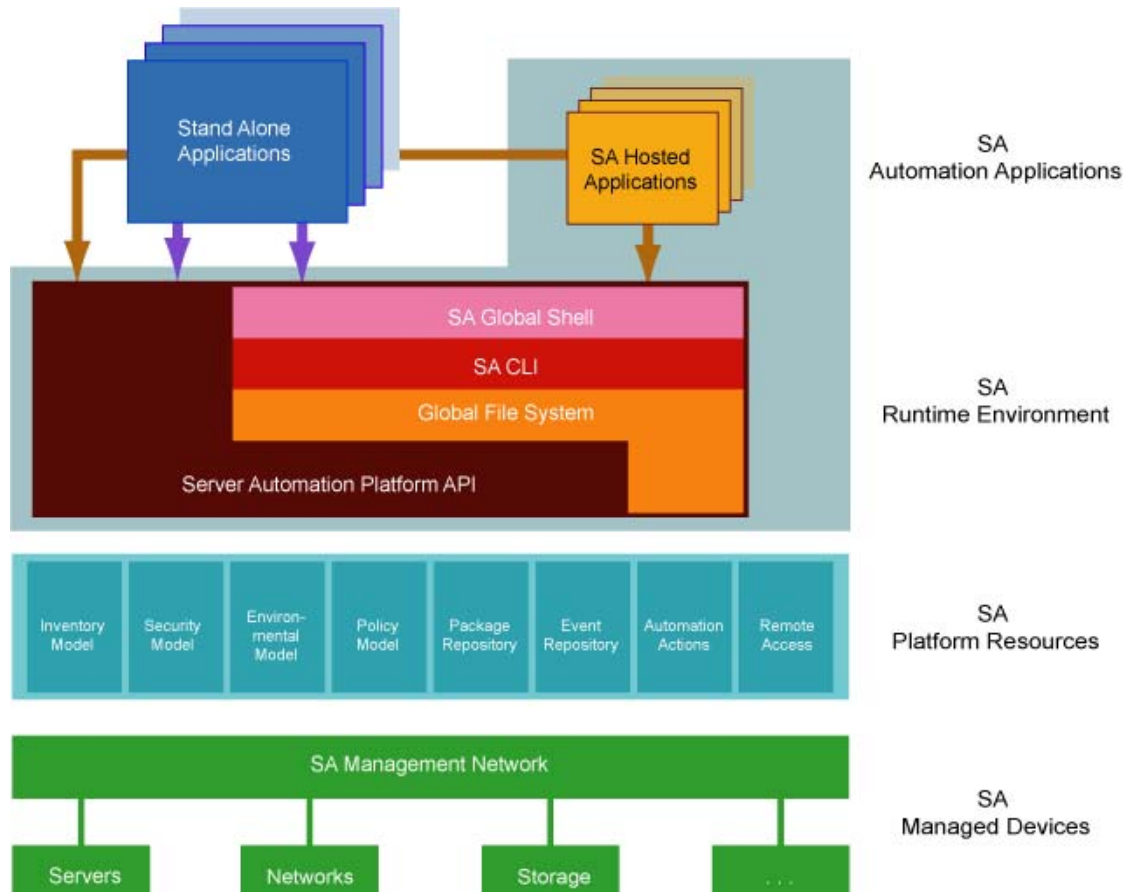 Stand Alone
Applications
SA Hosted
Applications
SA
Automation Applications
SA Global Shell
SA CLI
Global File System
Server Automation Platform API
SA
Runtime Environment
Inventory
Model
Security
Model
Environ-
mental
Model
Policy
Model
Package
Repository
Event
Repository
Automation
Actions
Remote
Access
SA
Platform Resources
SA Management Network
SA
Managed Devices
Servers
Networks
Storage
. . .